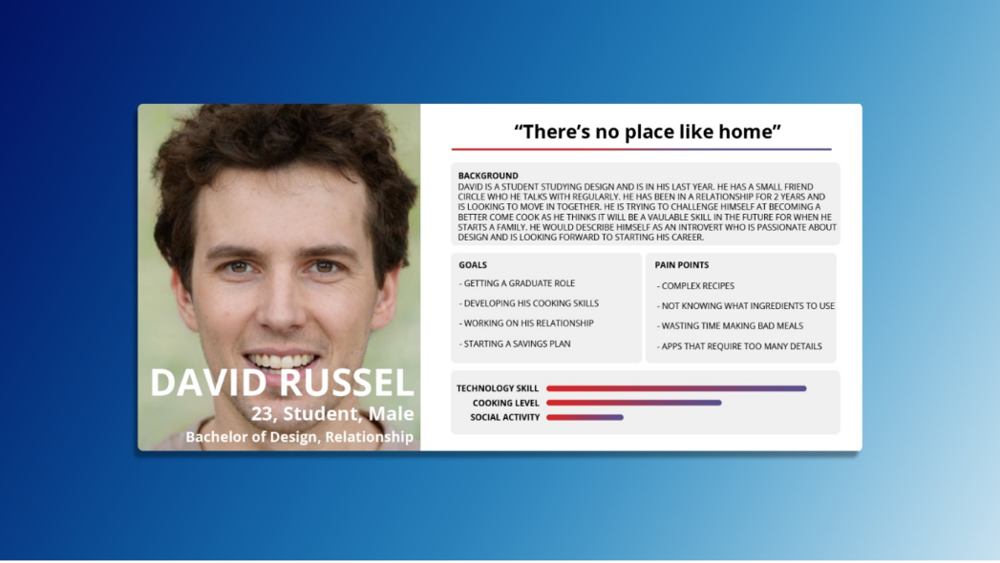 DAVID RUSSEL
23, Student, Male
Bachelor of Design, Relationship
“There’s no place like home”
BACKGROUND
DAVID IS A STUDENT STUDYING DESIGN AND IS IN HIS LAST YEAR. HE HAS A SMALL FRIEND
CIRCLE WHO HE TALKS WITH REGULARLY. HE HAS BEEN IN A RELATIONSHIP FOR 2 YEARS AND
IS LOOKING TO MOVE IN TOGETHER. HE IS TRYING TO CHALLENGE HIMSELF AT BECOMING A
BETTER COME COOK AS HE THINKS IT WILL BE A VAULABLE SKILL IN THE FUTURE FOR WHEN HE
STARTS A FAMILY. HE WOULD DESCRIBE HIMSELF AS AN INTROVERT WHO IS PASSIONATE ABOUT
DESIGN AND IS LOOKING FORWARD TO STARTING HIS CAREER.
GOALS
- GETTING A GRADUATE ROLE
- DEVELOPING HIS COOKING SKILLS
- WORKING ON HIS RELATIONSHIP
- STARTING A SAVINGS PLAN
PAIN POINTS
- COMPLEX RECIPES
- NOT KNOWING WHAT INGREDIENTS TO USE
- WASTING TIME MAKING BAD MEALS
- APPS THAT REQUIRE TOO MANY DETAILS
TECHNOLOGY SKILL
COOKING LEVEL
SOCIAL ACTIVITY